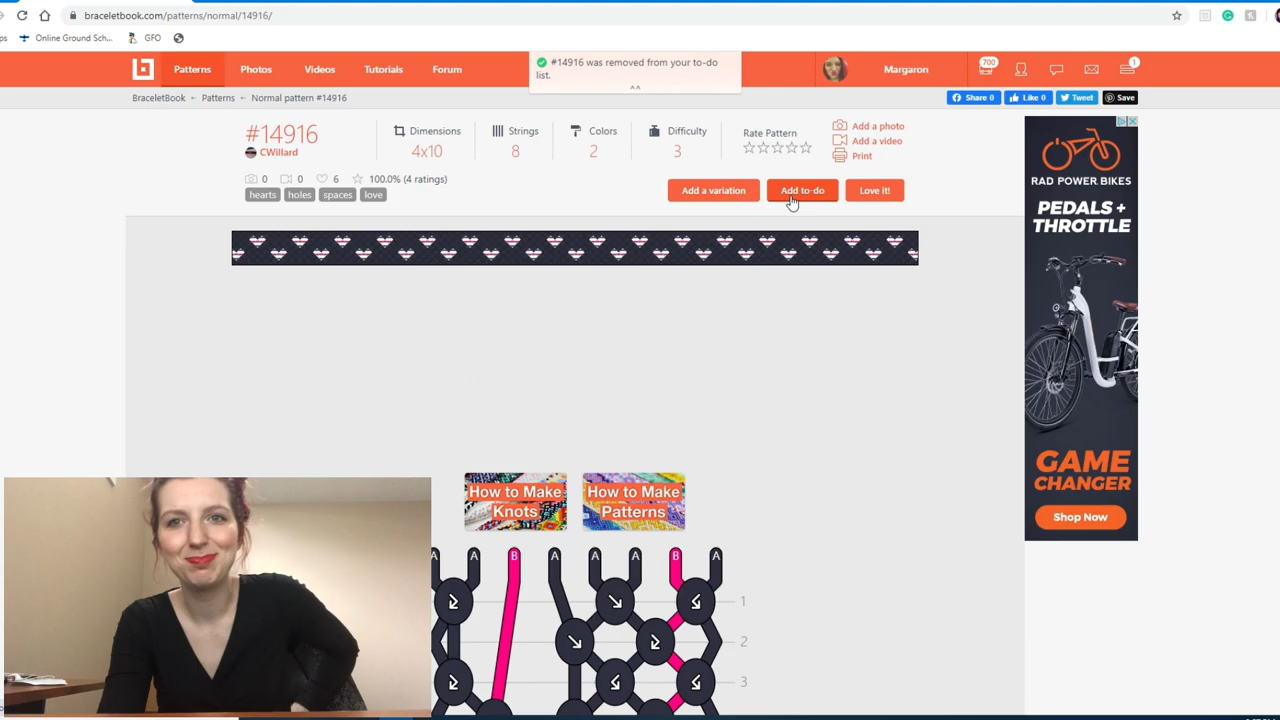 braceletbook.com/patterns/normal/14916/
Online Ground Sch...
GFO
Patterns
Photos
Videos
Tutorials
Forum
#14916 was removed from your to-do
list.
^^
Margaron
700
1
BraceletBook
Patterns
Normal pattern #14916
Share 0
Like 0
Tweet
Save
#14916
CWillard
Dimensions
4x10
Strings
8
Colors
2
Difficulty
3
Rate Pattern
Add a photo
Add a video
Print
0
0
6
100.0% (4 ratings)
hearts
holes
spaces
love
Add a variation
Add to-do
Love it!
RAD POWER BIKES
PEDALS +
THROTTLE
GAME
CHANGER
Shop Now
How to Make
Knots
How to Make
Patterns
A
A
B
A
A
A
B
A
1
2
3